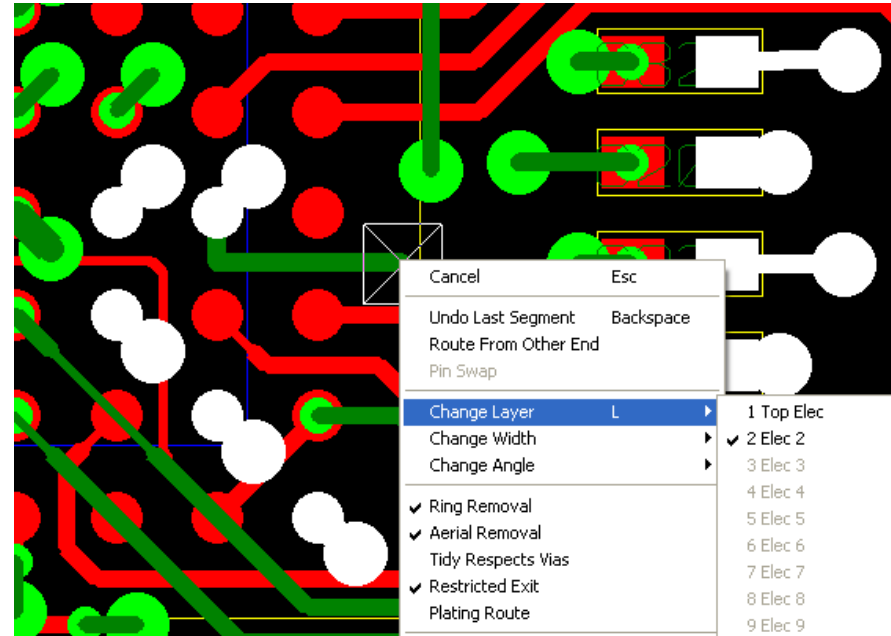 Cancel Esc
Undo Last Segment Backspace
Route From Other End
Pin Swap
Change Layer L
Change Width
Change Angle
Ring Removal
Aerial Removal
Tidy Respects Vias
Restricted Exit
Plating Route
1 Top Elec
2 Elec 2
3 Elec 3
4 Elec 4
5 Elec 5
6 Elec 6
7 Elec 7
8 Elec 8
9 Elec 9